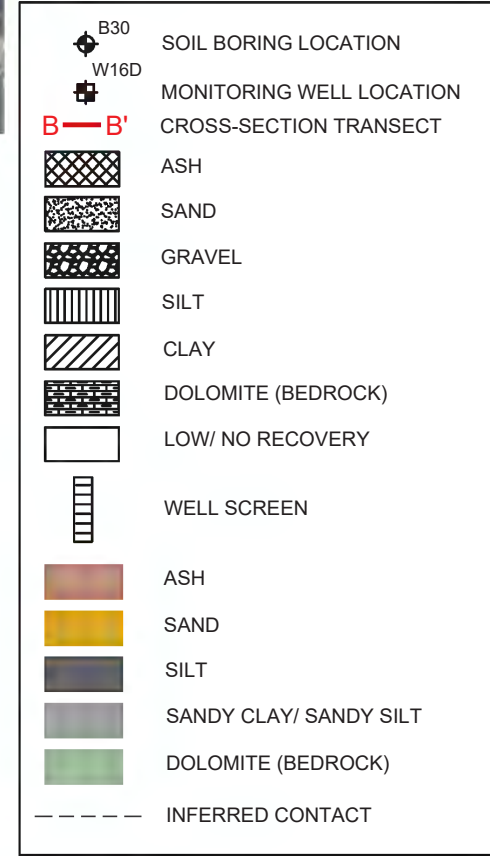 B30
SOIL BORING LOCATION
W16D
MONITORING WELL LOCATION
B B' CROSS-SECTION TRANSECT
ASH
SAND
GRAVEL
SILT
CLAY
DOLOMITE (BEDROCK)
LOW/ NO RECOVERY
WELL SCREEN
ASH
SAND
SILT
SANDY CLAY/ SANDY SILT
DOLOMITE (BEDROCK)
INFERRED CONTACT